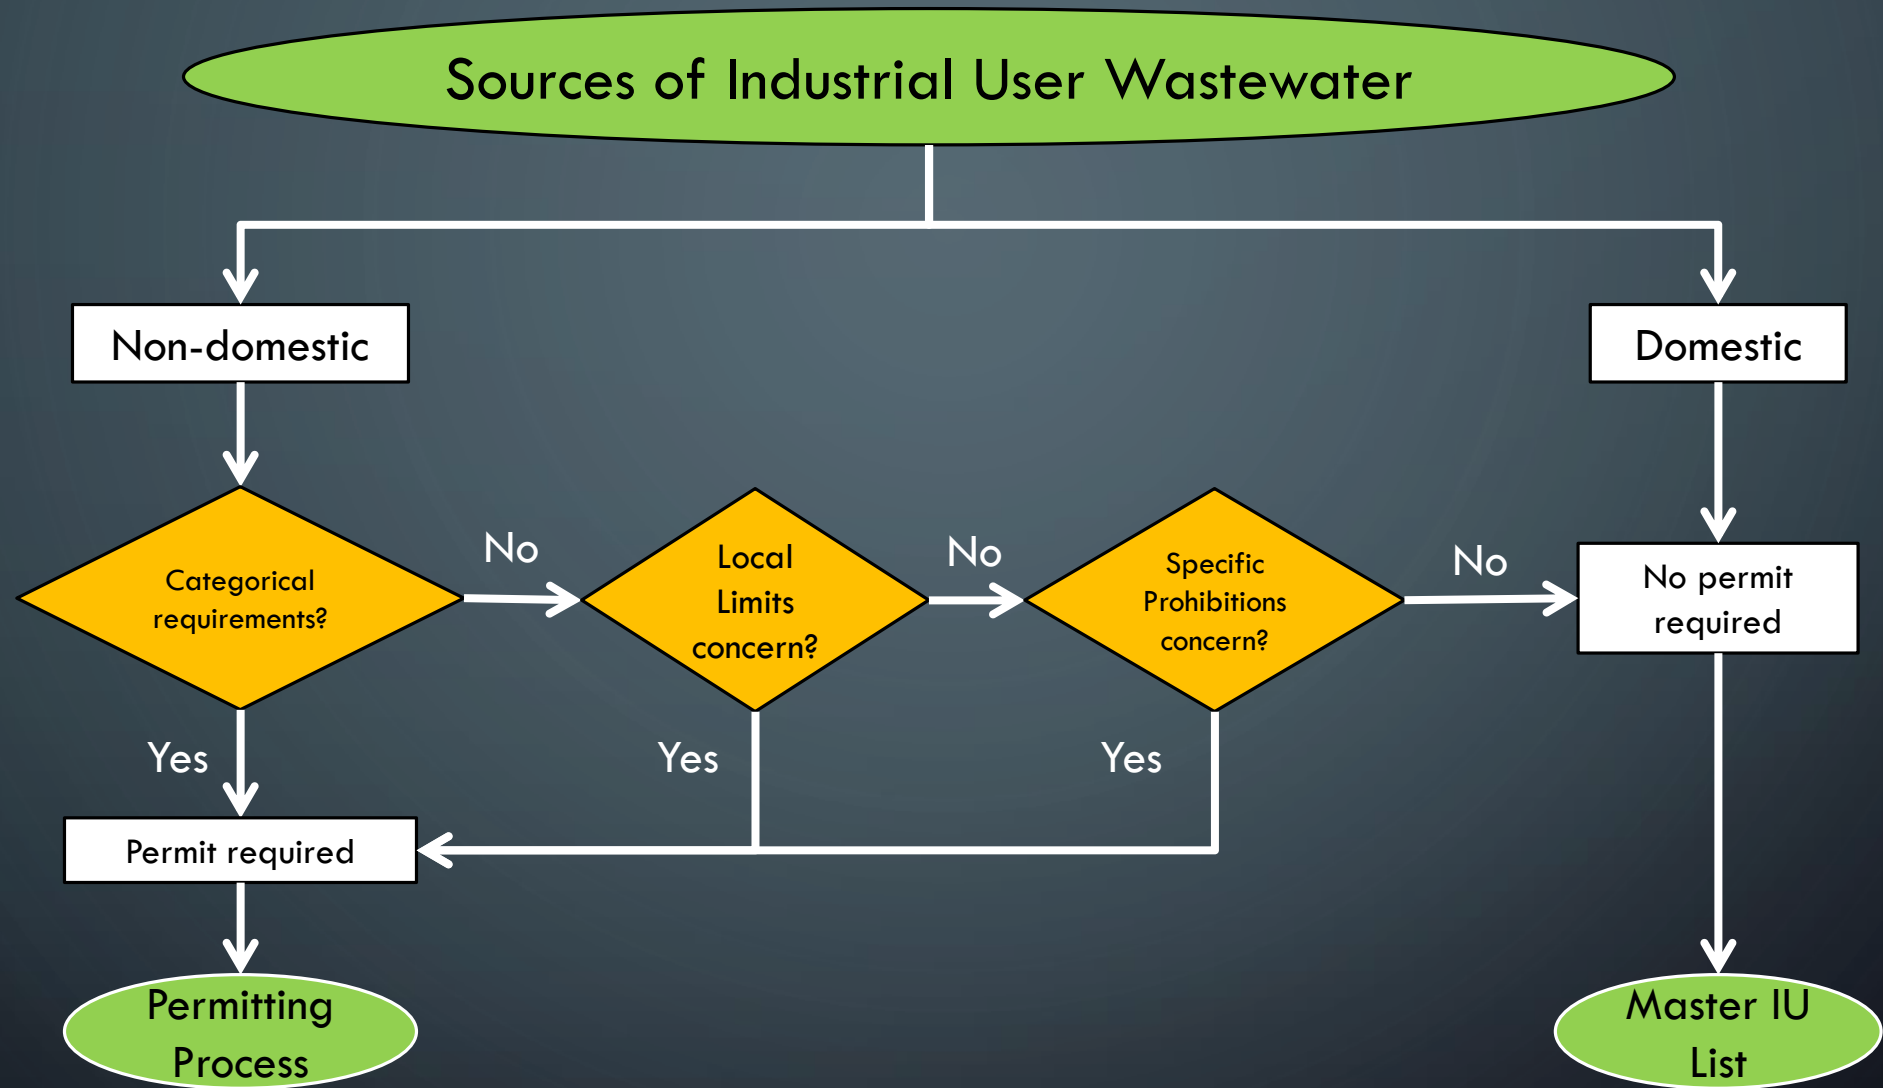 Sources of Industrial User Wastewater
Non-domestic
Domestic
Categorical
requirements?
No
Local
Limits
concern?
No
Specific
Prohibitions
concern?
No
No permit
required
Yes
Yes
Yes
Permit required
Permitting
Process
Master IU
List